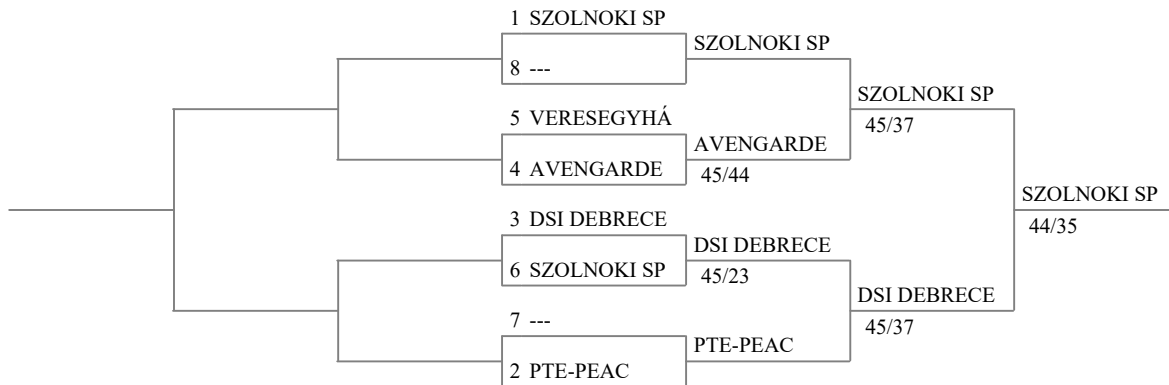 1 SZOLNOKI SP
SZOLNOKI SP
8 ---
SZOLNOKI SP
45/37
5 VERESEGYHÁ
AVENGARDE
4 AVENGARDE
45/44
SZOLNOKI SP
44/35
3 DSI DEBRECE
DSI DEBRECE
6 SZOLNOKI SP
45/23
DSI DEBRECE
45/37
7 ---
PTE-PEAC
2 PTE-PEAC